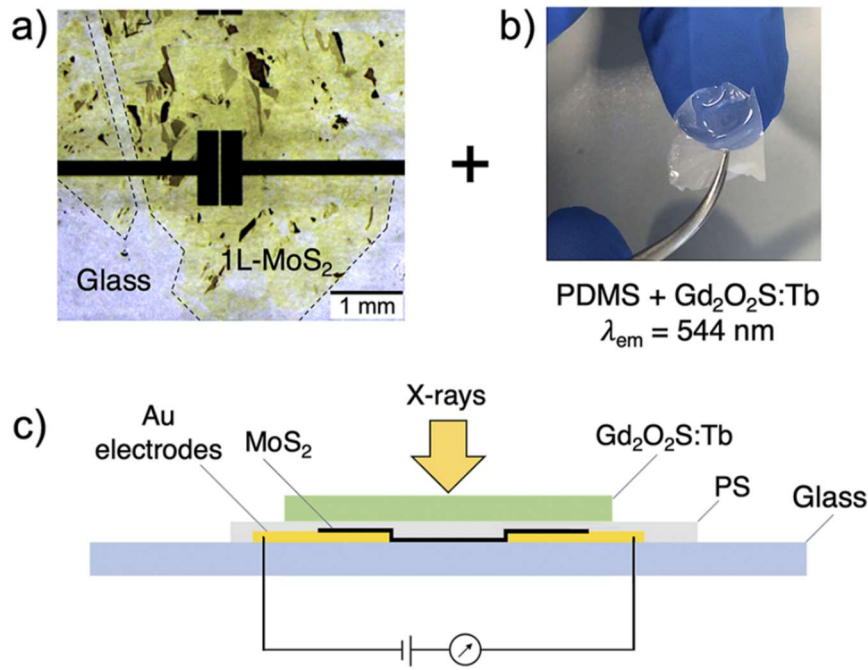 a)
Glass
1L-MoS₂
1 mm
+
b)
PDMS + Gd₂O₂S:Tb
λem = 544 nm
c)
X-rays
Au
electrodes
MoS₂
Gd₂O₂S:Tb
PS
Glass